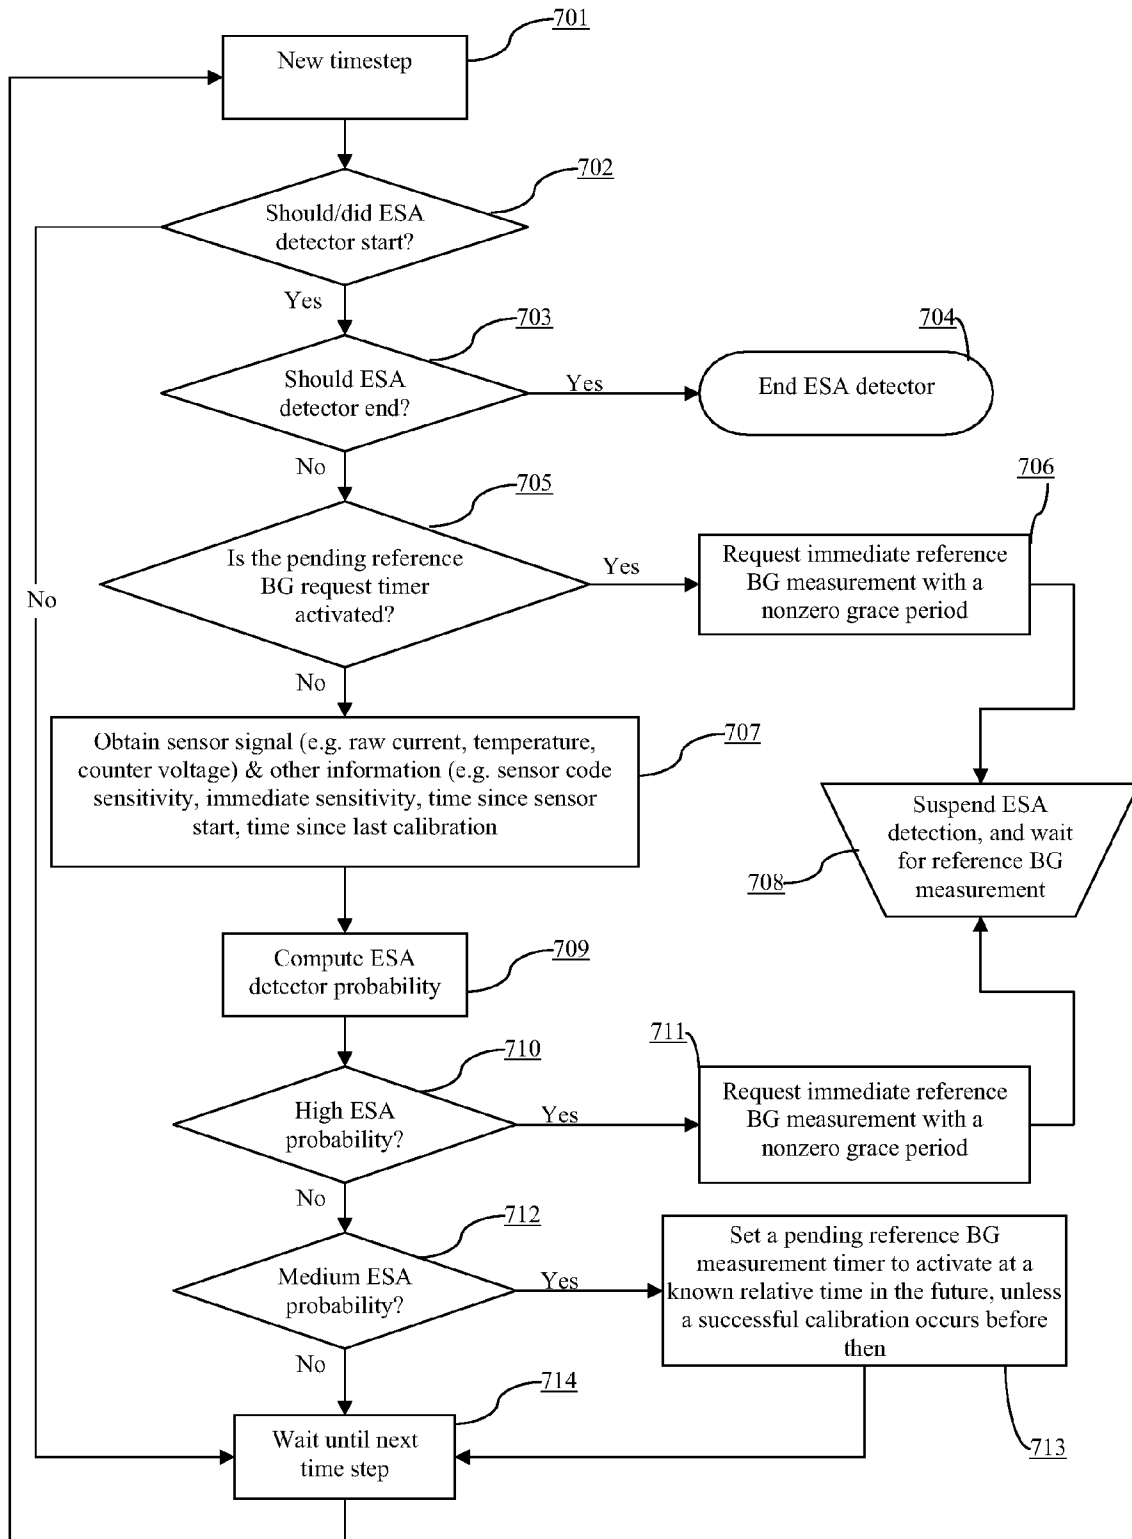 701
New timestep
702
Should/did ESA
detector start?
Yes
703
704
Should ESA
detector end?
Yes
End ESA detector
No
705
706
Is the pending reference
BG request timer
activated?
Yes
Request immediate reference
BG measurement with a
nonzero grace period
No
No
707
Obtain sensor signal (e.g. raw current, temperature,
counter voltage) & other information (e.g. sensor code
sensitivity, immediate sensitivity, time since sensor
start, time since last calibration
Suspend ESA
detection, and wait
for reference BG
measurement
708
709
Compute ESA
detector probability
710
711
High ESA
probability?
Yes
Request immediate reference
BG measurement with a
nonzero grace period
No
712
Medium ESA
probability?
Yes
Set a pending reference BG
measurement timer to activate at a
known relative time in the future, unless
a successful calibration occurs before
then
No
714
713
Wait until next
time step